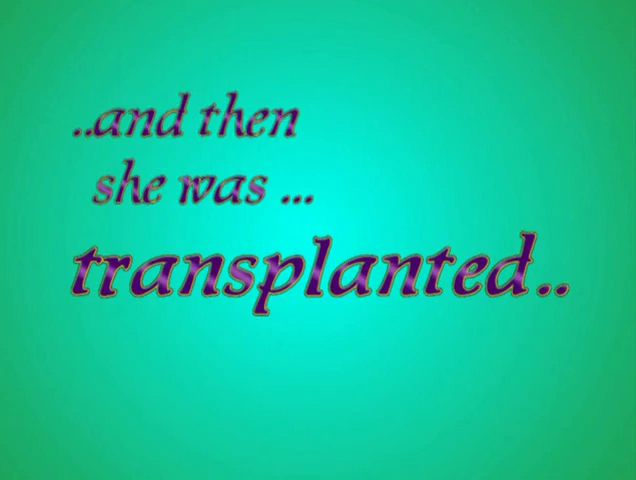 ..and then
she was ...
transplanted..